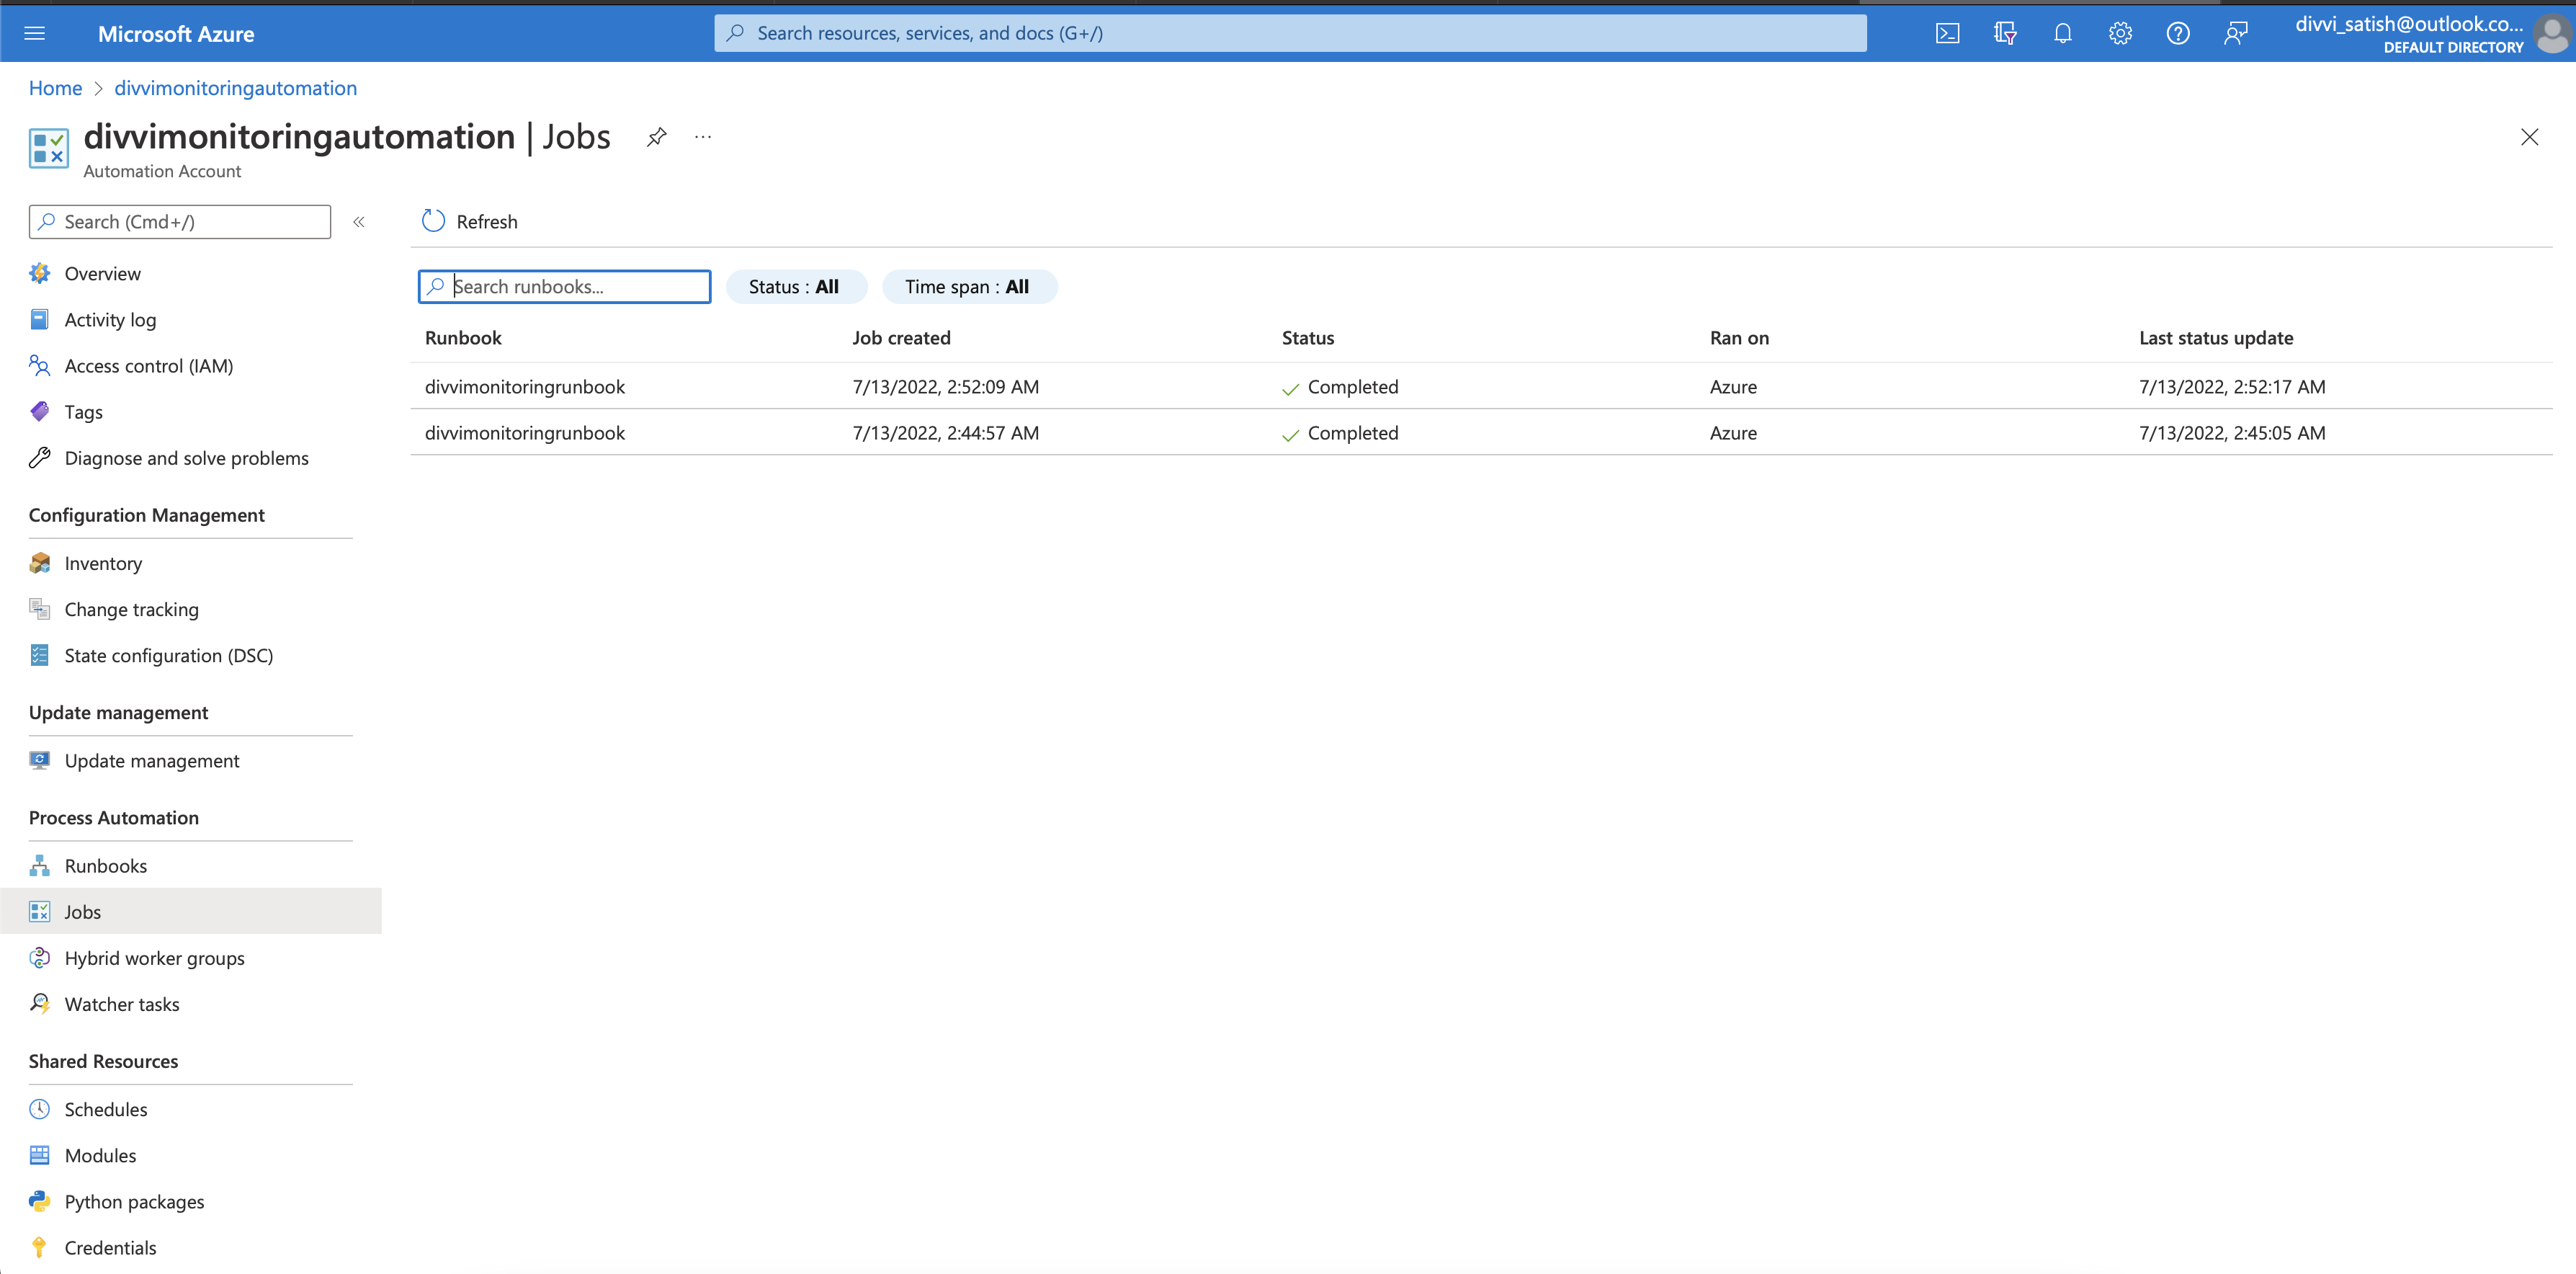 Microsoft Azure
Search resources, services, and docs (G+/)
divvi_satish@outlook.co...
DEFAULT DIRECTORY
Home > divvimonitoringautomation
divvimonitoringautomation | Jobs
Automation Account
Search (Cmd+/)
Overview
Activity log
Access control (IAM)
Tags
Diagnose and solve problems
Configuration Management
Inventory
Change tracking
State configuration (DSC)
Update management
Update management
Process Automation
Runbooks
Jobs
Hybrid worker groups
Watcher tasks
Shared Resources
Schedules
Modules
Python packages
Credentials
Refresh
Search runbooks...
Status : All
Time span : All
Runbook Job created Status Ran on Last status update
divvimonitoringrunbook 7/13/2022, 2:52:09 AM Completed Azure 7/13/2022, 2:52:17 AM
divvimonitoringrunbook 7/13/2022, 2:44:57 AM Completed Azure 7/13/2022, 2:45:05 AM